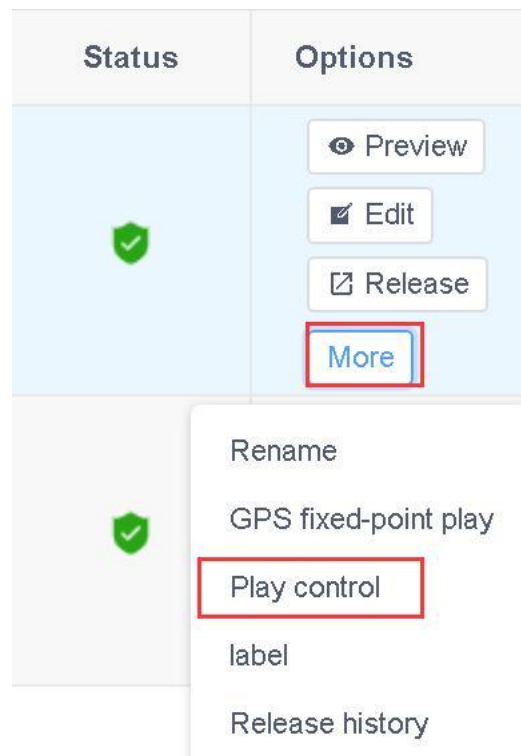 Status Options
Preview
Edit
Release
More
Rename
GPS fixed-point play
Play control
label
Release history